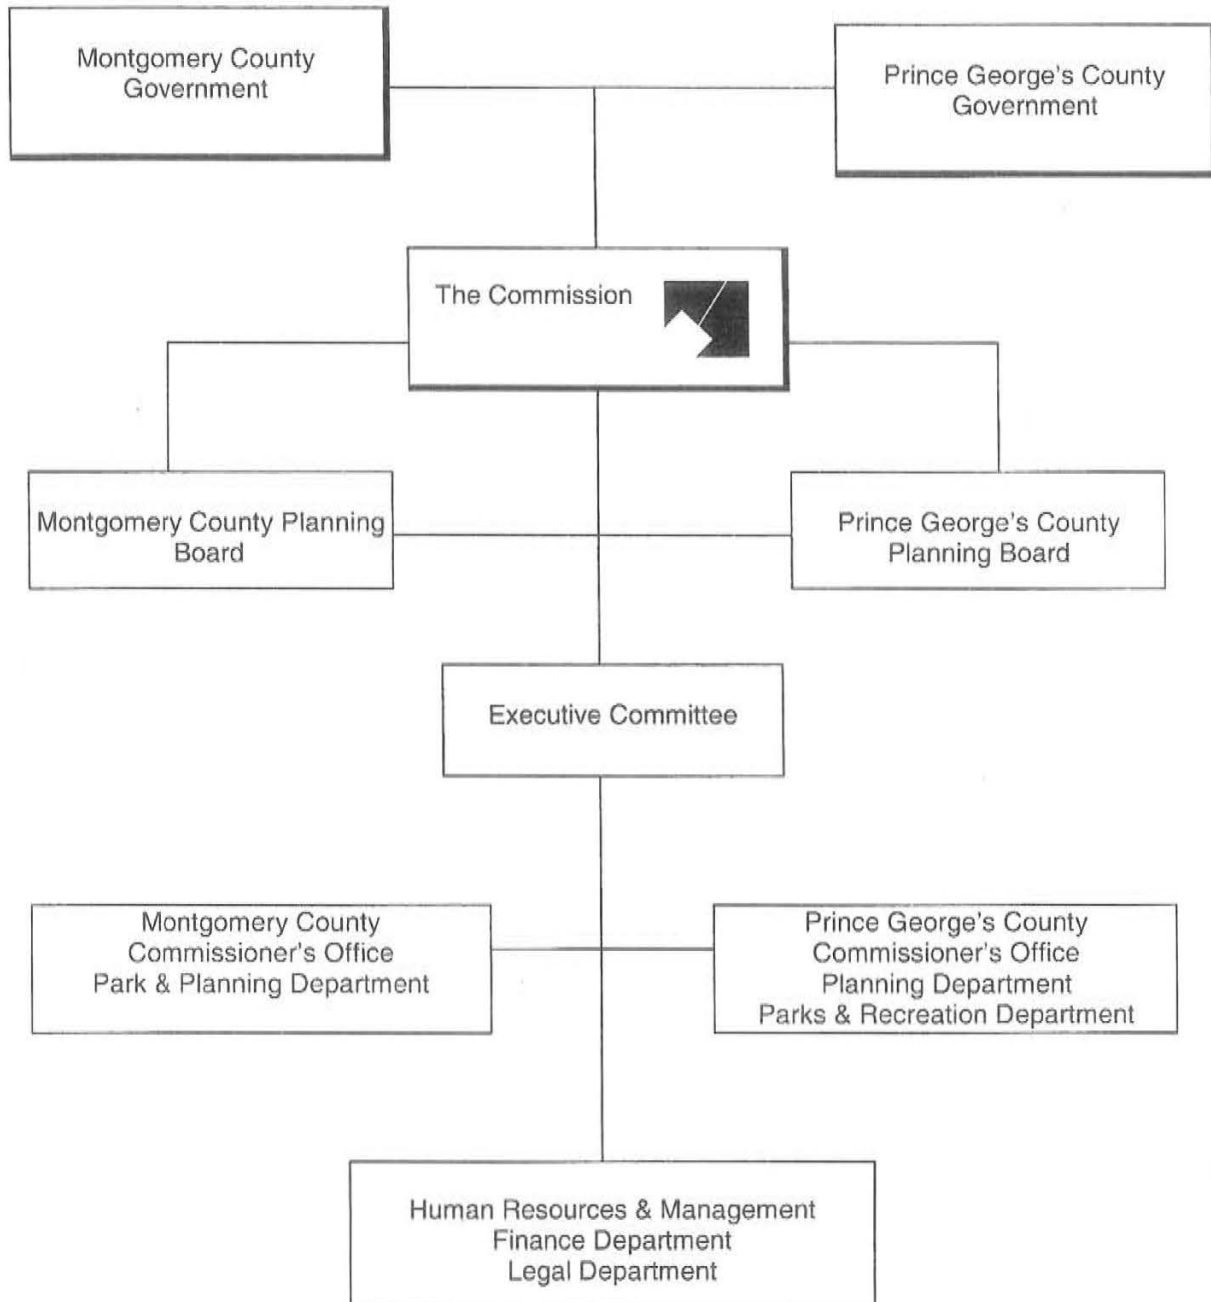 Montgomery County
Government
Prince George's County
Government
The Commission
Montgomery County Planning
Board
Prince George's County
Planning Board
Executive Committee
Montgomery County
Commissioner's Office
Park & Planning Department
Prince George's County
Commissioner's Office
Planning Department
Parks & Recreation Department
Human Resources & Management
Finance Department
Legal Department